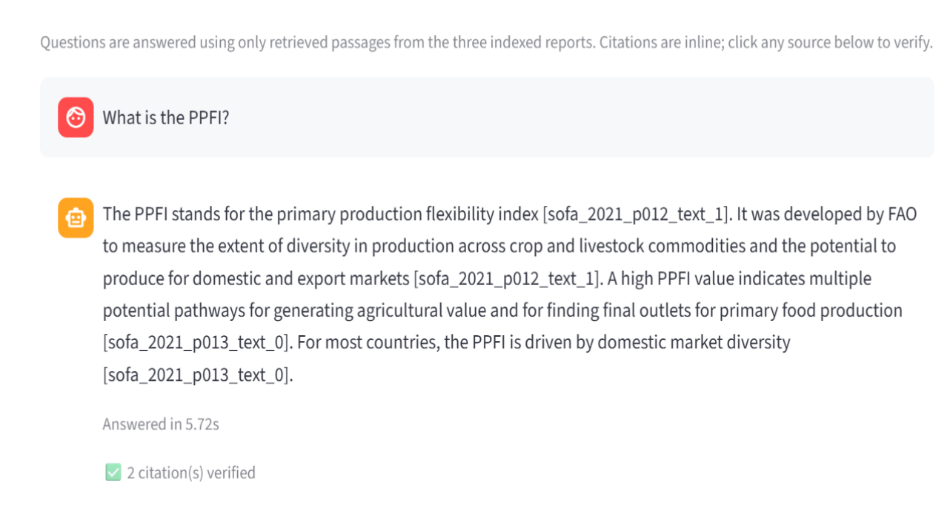 Questions are answered using only retrieved passages from the three indexed reports. Citations are inline; click any source below to verify.
What is the PPFI?
The PPFI stands for the primary production flexibility index [sofa_2021_p012_text_1]. It was developed by FAO
to measure the extent of diversity in production across crop and livestock commodities and the potential to
produce for domestic and export markets [sofa_2021_p012_text_1]. A high PPFI value indicates multiple
potential pathways for generating agricultural value and for finding final outlets for primary food production
[sofa_2021_p013_text_0]. For most countries, the PPFI is driven by domestic market diversity
[sofa_2021_p013_text_0].
Answered in 5.72s
2 citation(s) verified